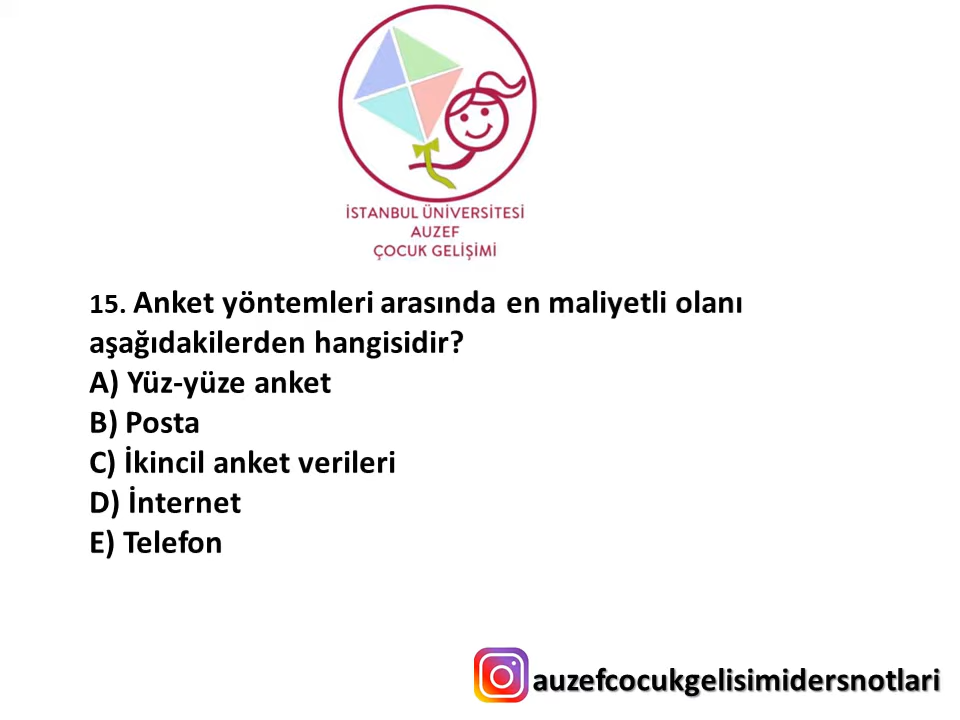 İSTANBUL ÜNİVERSİTESİ
AUZEF
ÇOCUK GELİŞİMİ
15. Anket yöntemleri arasında en maliyetli olanı
aşağıdakilerden hangisidir?
A) Yüz-yüze anket
B) Posta
C) İkincil anket verileri
D) İnternet
E) Telefon
auzefcocukgelisimidersnotlari